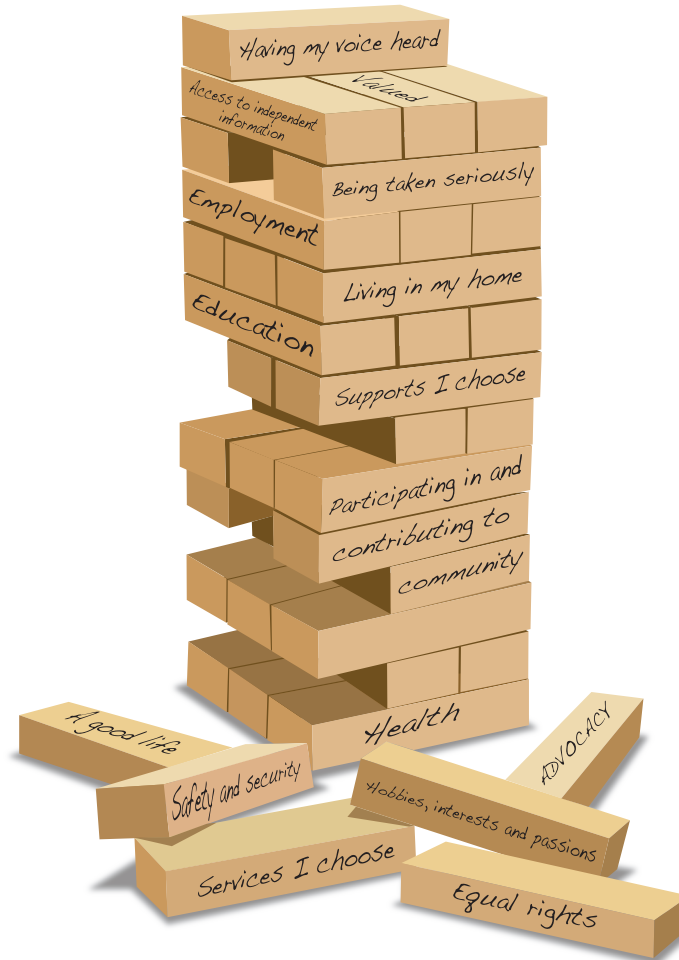 Having my voice heard
Valued
Access to independent
information
Being taken seriously
Employment
Living in my home
Education
Supports I choose
Participating in and
contributing to
community
Health
A good life
Safety and security
ADVOCACY
Hobbies, interests and passions
Services I choose
Equal rights